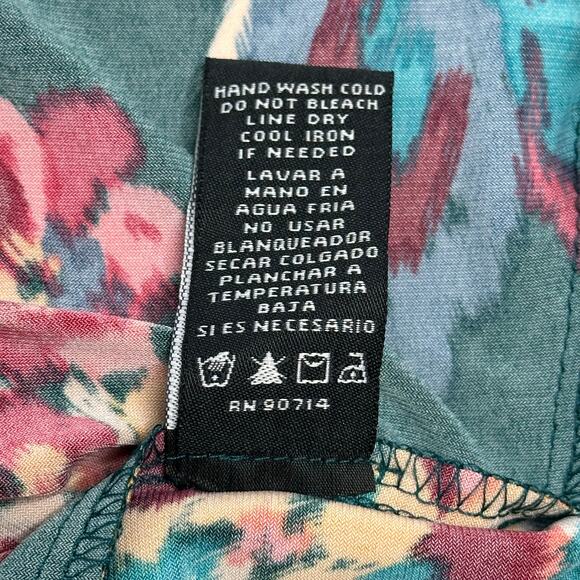 HAND WASH COLD
DO NOT BLEACH
LINE DRY
COOL IRON
IF NEEDED
LAVAR A
MANO EN
AGUA FRIA
NO USAR
BLANQUEADOR
SECAR COLGADO
PLANCHAR A
TEMPERATURA
BAJA
SI ES NECESARIO
RN 90714